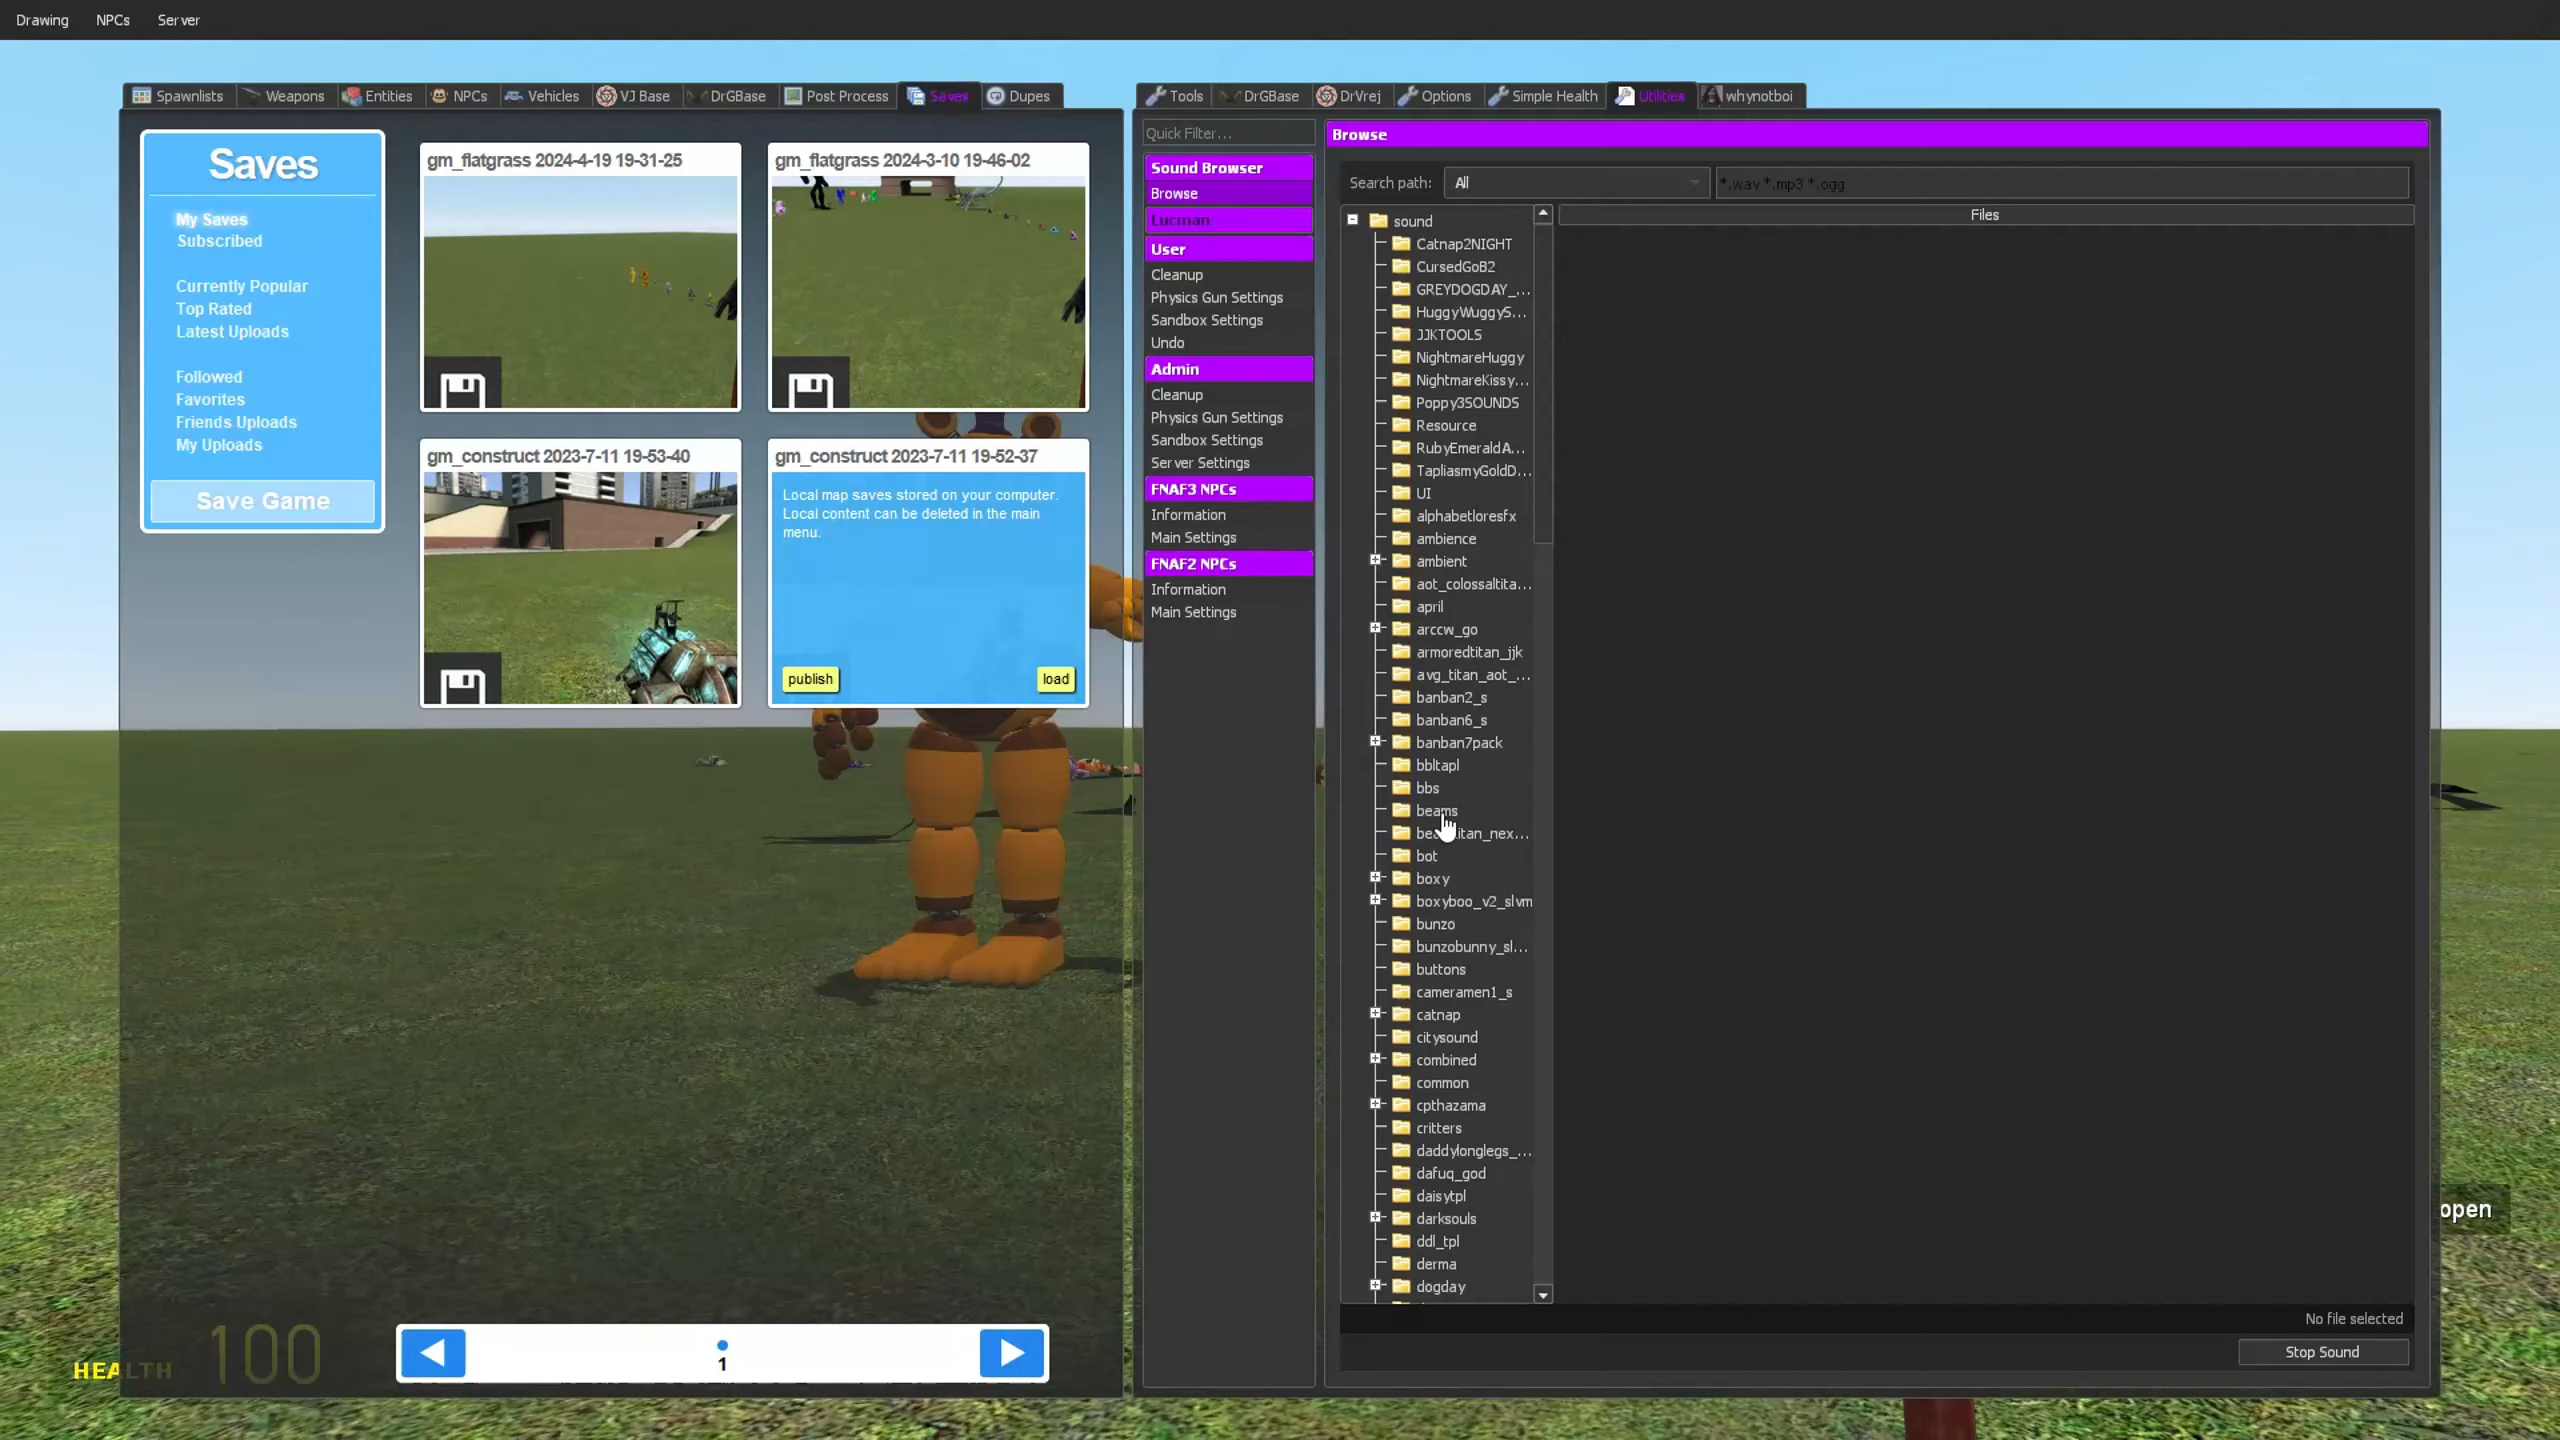 Drawing NPCs Server
Spawnlists Weapons Entities NPCs Vehicles VJ Base DrGBase Post Process Saves Dupes
Tools DrGBase DrVrej Options Simple Health Utilities whynotboi
Saves
My Saves
Subscribed
Currently Popular
Top Rated
Latest Uploads
Followed
Favorites
Friends Uploads
My Uploads
Save Game
gm_flatgrass 2024-4-19 19-31-25
gm_flatgrass 2024-3-10 19-46-02
gm_construct 2023-7-11 19-53-40
gm_construct 2023-7-11 19-52-37
Local map saves stored on your computer.
Local content can be deleted in the main
menu.
publish
load
1
HEALTH 100
Quick Filter...
Sound Browser
Browse
Lucman
User
Cleanup
Physics Gun Settings
Sandbox Settings
Undo
Admin
Cleanup
Physics Gun Settings
Sandbox Settings
Server Settings
FNAF3 NPCs
Information
Main Settings
FNAF2 NPCs
Information
Main Settings
Browse
Search path: All *.wav *.mp3 *.ogg
Files
sound
Catnap2NIGHT
CursedGoB2
GREYDOGDAY_...
HuggyWuggyS...
JJKTOOLS
NightmareHuggy
NightmareKissy...
Poppy3SOUNDS
Resource
RubyEmeraldA...
TapliasmyGoldD...
UI
alphabetloresfx
ambience
ambient
aot_colossaltita...
april
arccw_go
armoredtitan_jjk
avg_titan_aot_...
banban2_s
banban6_s
banban7pack
bbltapl
bbs
beams
bot
boxy
boxyboo_v2_slvm
bunzo
bunzobunny_sl...
buttons
cameramen1_s
catnap
citysound
combined
common
cpthazama
critters
daddylonglegs_...
dafuq_god
daisytpl
darksouls
ddl_tpl
derma
dogday
No file selected
Stop Sound
open